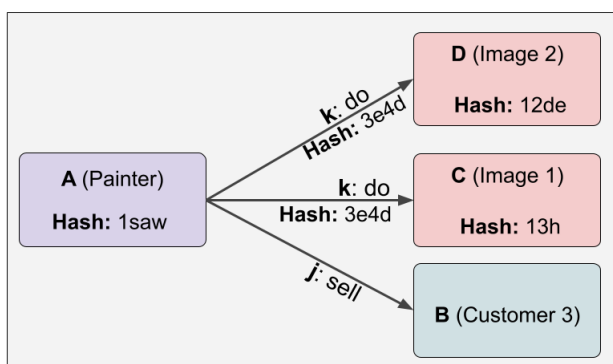 A (Painter)
Hash: 1saw
k: do
Hash: 3e4d
D (Image 2)
Hash: 12de
k: do
Hash: 3e4d
C (Image 1)
Hash: 13h
j: sell
B (Customer 3)